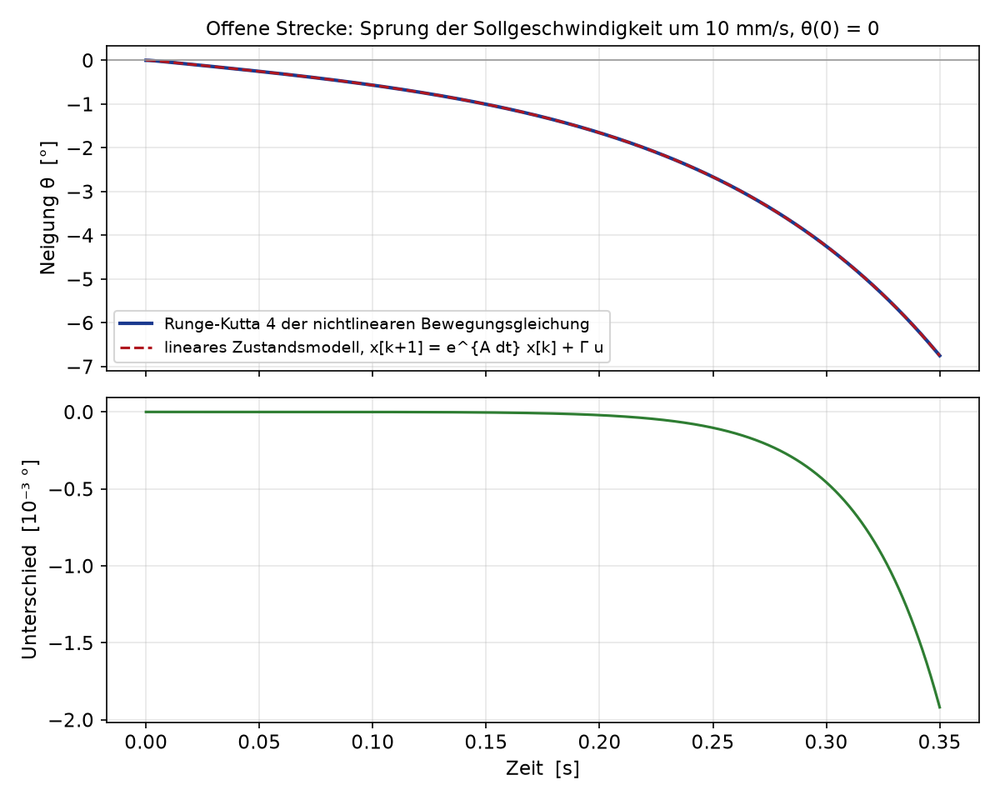 Offene Strecke: Sprung der Sollgeschwindigkeit um 10 mm/s, θ(0) = 0
Neigung θ [°]
0
−1
−2
−3
−4
−5
−6
−7
Runge-Kutta 4 der nichtlinearen Bewegungsgleichung
lineares Zustandsmodell, x[k+1] = e^{A dt} x[k] + Γ u
Unterschied [10⁻³ °]
0.0
−0.5
−1.0
−1.5
−2.0
0.00 0.05 0.10 0.15 0.20 0.25 0.30 0.35
Zeit [s]